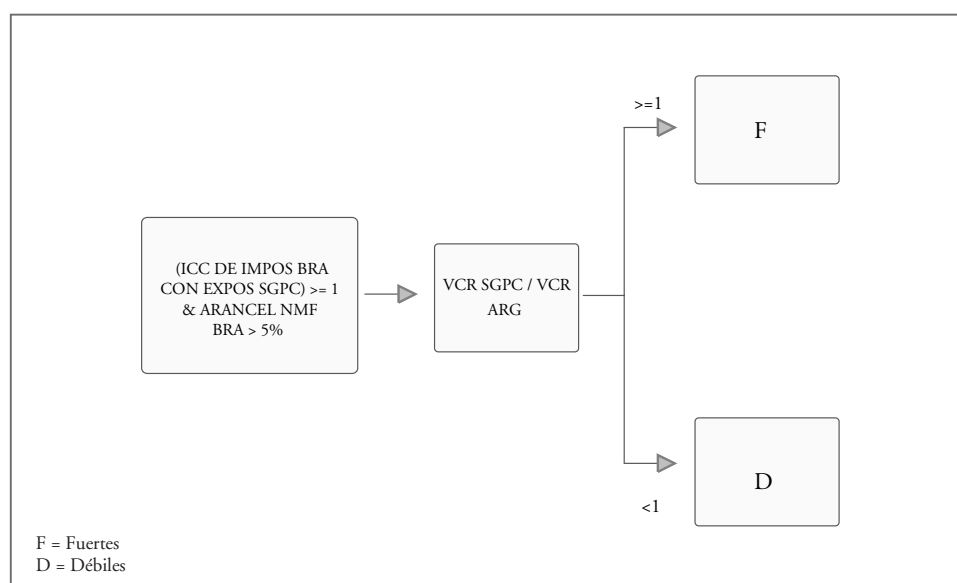 (ICC DE IMPOS BRA
CON EXPOS SGPC) >= 1
& ARANCEL NMF
BRA > 5%
VCR SGPC / VCR
ARG
>=1
F
<1
D
F = Fuertes
D = Débiles